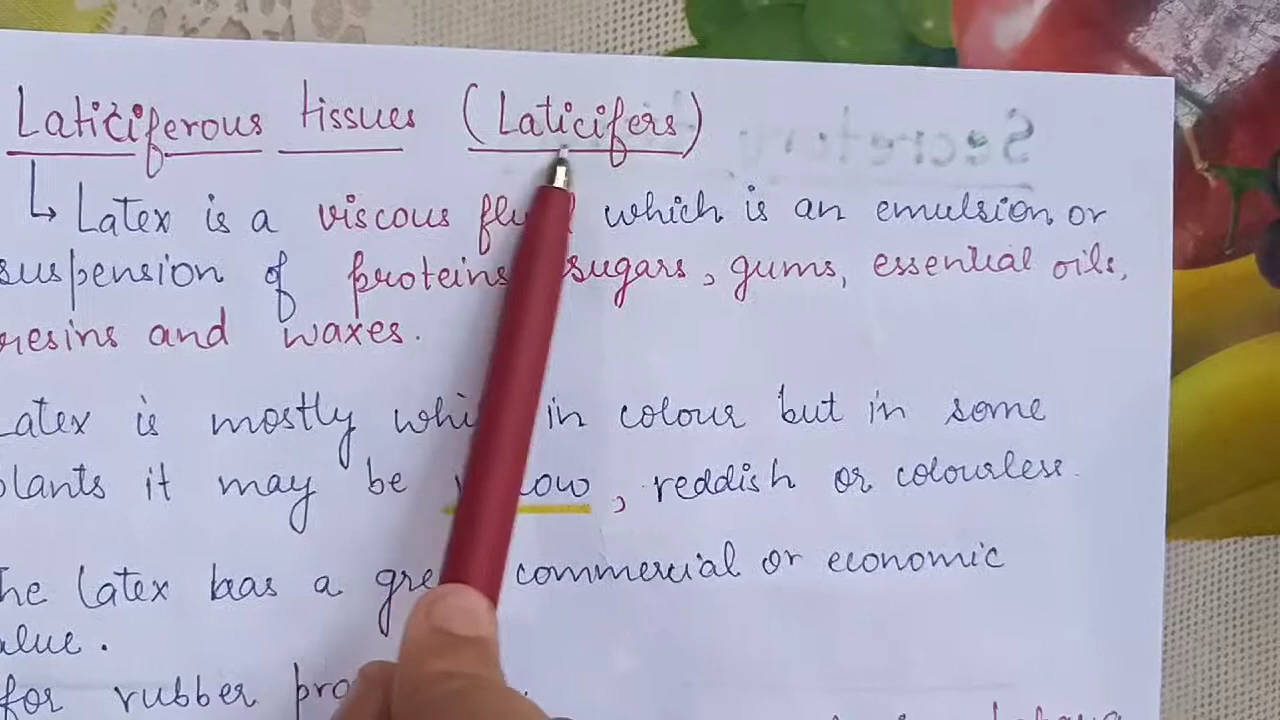 Laticiferous tissues (Laticifers)
Latex is a viscous which is an emulsion or
suspension of proteins sugars, gums, essential oils,
resins and waxes.
Latex is mostly in colour but in some
plants it may be , reddish or colourless.
The latex has a commercial or economic
value.
for rubber